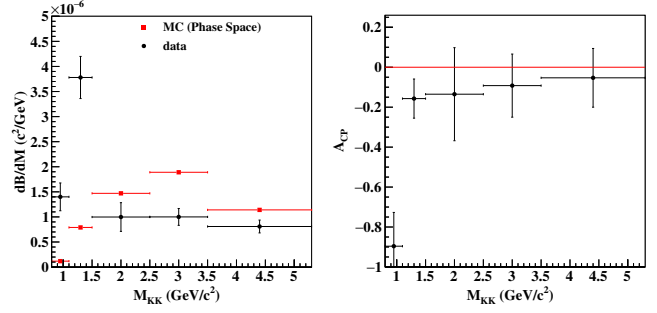 ×10⁻⁶
5
4.5
4
3.5
3
2.5
2
1.5
1
0.5
0
dB/dM (c²/GeV)
MC (Phase Space)
data
1 1.5 2 2.5 3 3.5 4 4.5 5
M_KK (GeV/c²)
0.2
0
−0.2
−0.4
−0.6
−0.8
−1
A_CP
1 1.5 2 2.5 3 3.5 4 4.5 5
M_KK (GeV/c²)